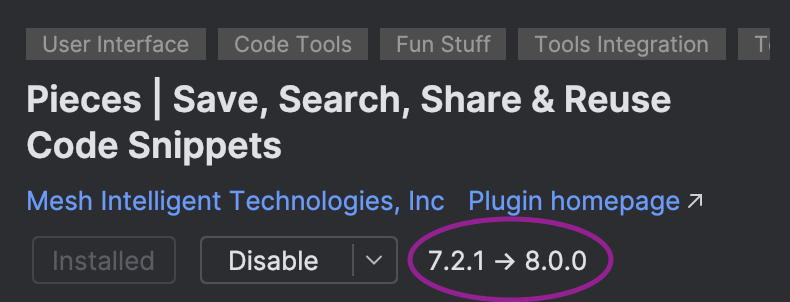 User Interface Code Tools Fun Stuff Tools Integration
Pieces | Save, Search, Share & Reuse
Code Snippets
Mesh Intelligent Technologies, Inc Plugin homepage ↗
Installed Disable 7.2.1 → 8.0.0